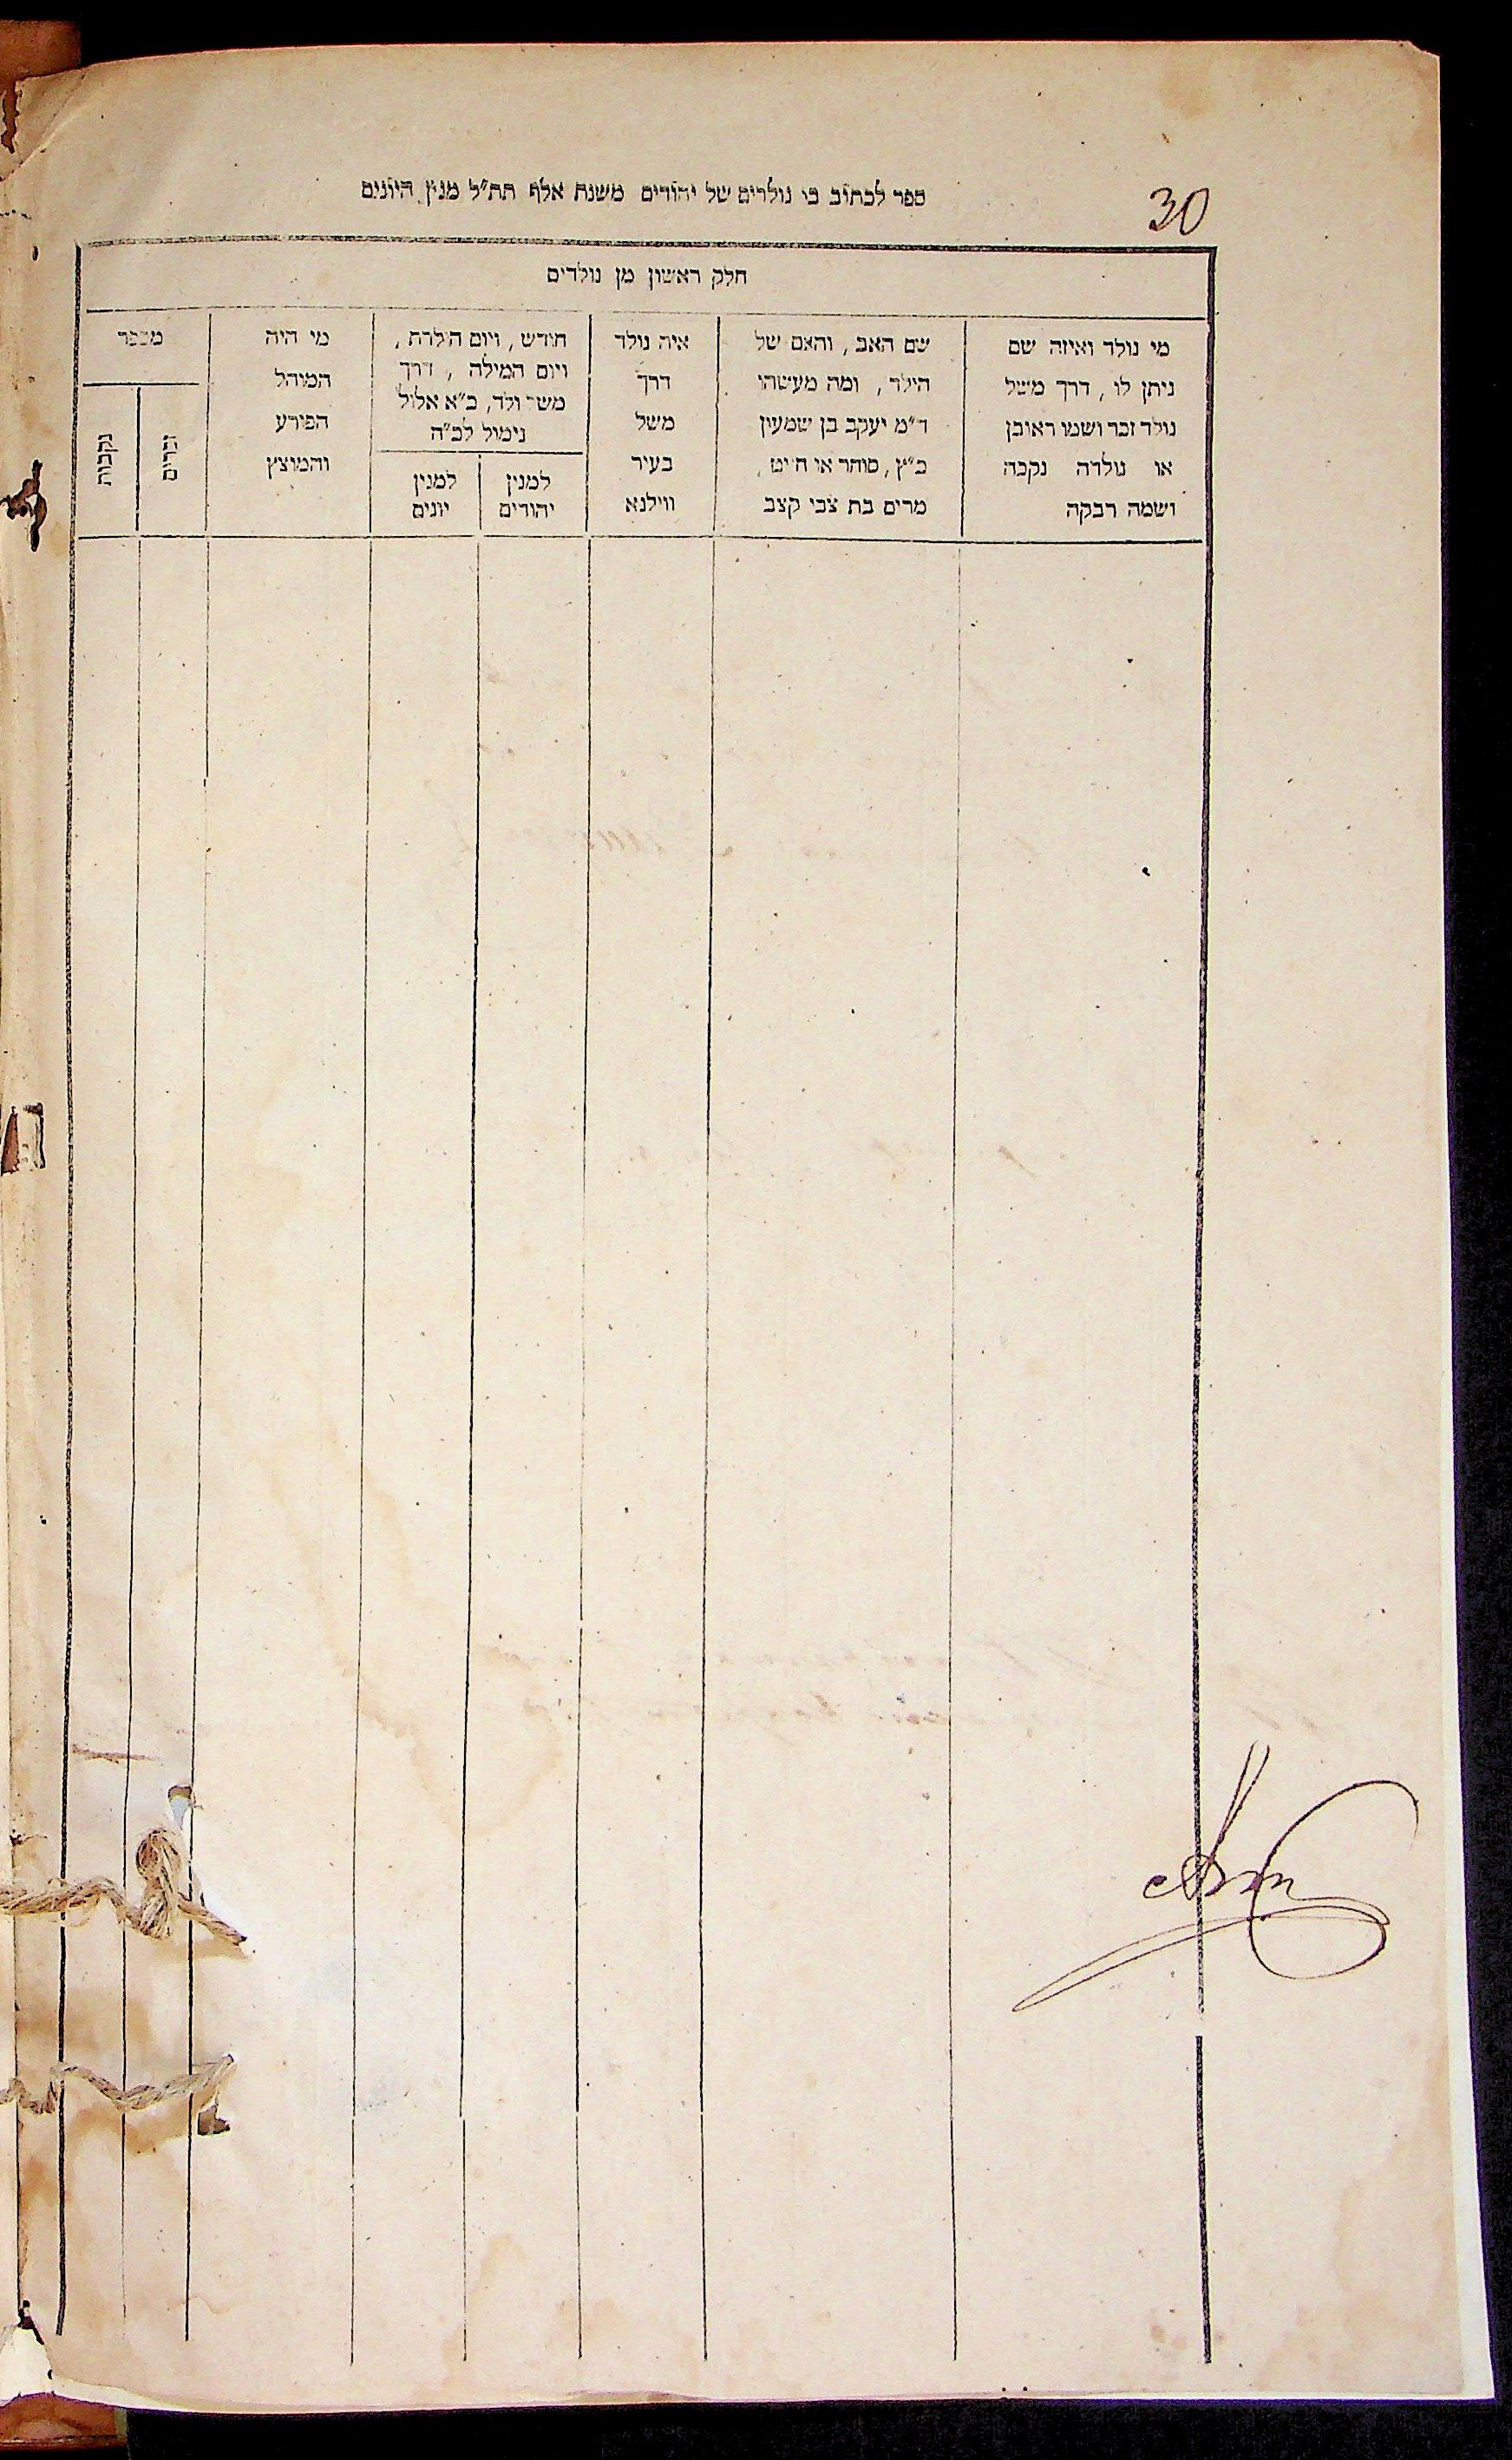 30
ספר לכתוב בו נולדים של יהודים משנת אלף תת״ל מנין היונים
חלק ראשון מן נולדים
מי נולד ואיזה שם
ניתן לו, דרך משל
נולד זכר ושמו ראובן
או נולדה נקבה
ושמה רבקה
שם האב, והאם של
הילד, ומה מעשהו
ד״מ יעקב בן שמעון
כ״ץ, סוחר או חייט,
מרים בת צבי קצב
איה נולד
דרך
משל
בעיר
ווילנא
חודש, ויום הולדת,
ויום המילה, דרך
משל ולד, כ״א אלול
נימול לכ״ה
למנין
יהודים
למנין
יונים
מי היה
המוהל
הפורע
והמוצץ
מספר
זכרים
נקבות